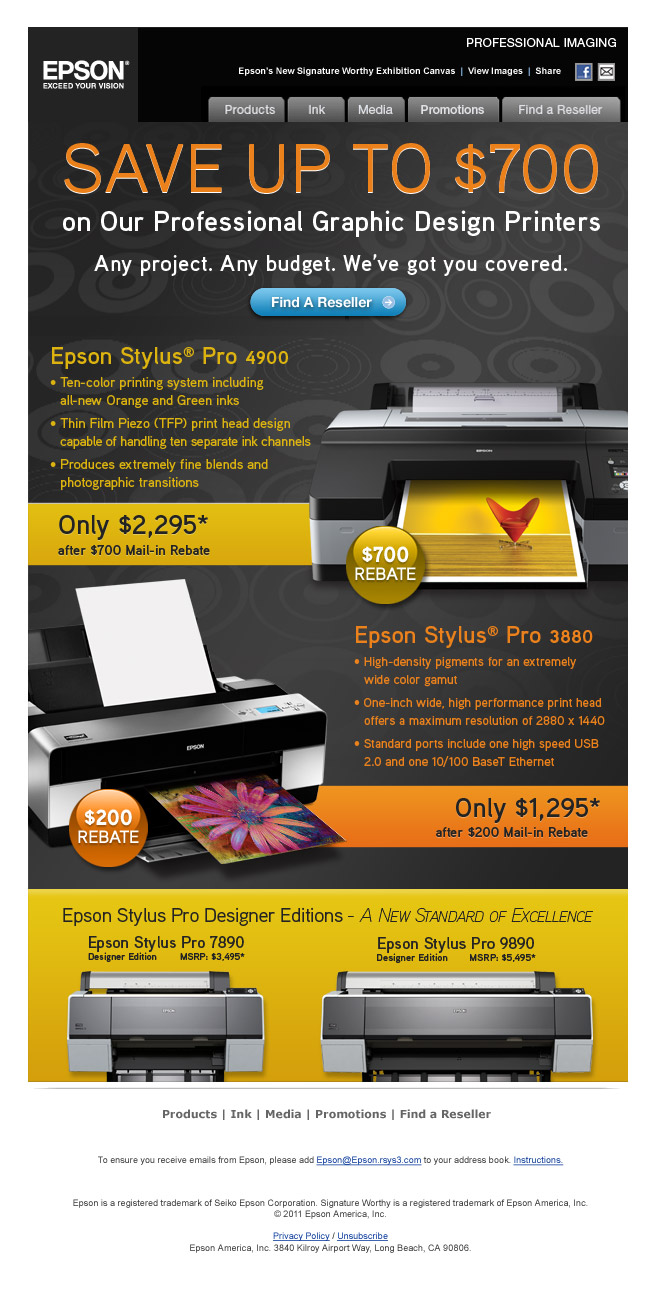 PROFESSIONAL IMAGING
EPSON®
EXCEED YOUR VISION
Epson's New Signature Worthy Exhibition Canvas | View Images | Share
Products Ink Media Promotions Find a Reseller
SAVE UP TO $700
on Our Professional Graphic Design Printers
Any project. Any budget. We've got you covered.
Find A Reseller
Epson Stylus® Pro 4900
• Ten-color printing system including
all-new Orange and Green inks
• Thin Film Piezo (TFP) print head design
capable of handling ten separate ink channels
• Produces extremely fine blends and
photographic transitions
EPSON
Only $2,295*
after $700 Mail-in Rebate
$700
REBATE
Epson Stylus® Pro 3880
• High-density pigments for an extremely
wide color gamut
• One-inch wide, high performance print head
offers a maximum resolution of 2880 x 1440
• Standard ports include one high speed USB
2.0 and one 10/100 BaseT Ethernet
EPSON
$200
REBATE
Only $1,295*
after $200 Mail-in Rebate
Epson Stylus Pro Designer Editions - A NEW STANDARD OF EXCELLENCE
Epson Stylus Pro 7890
Designer Edition MSRP: $3,495*
Epson Stylus Pro 9890
Designer Edition MSRP: $5,495*
EPSON
EPSON
Products | Ink | Media | Promotions | Find a Reseller
To ensure you receive emails from Epson, please add Epson@Epson.rsys3.com to your address book. Instructions.
Epson is a registered trademark of Seiko Epson Corporation. Signature Worthy is a registered trademark of Epson America, Inc.
© 2011 Epson America, Inc.
Privacy Policy / Unsubscribe
Epson America, Inc. 3840 Kilroy Airport Way, Long Beach, CA 90806.